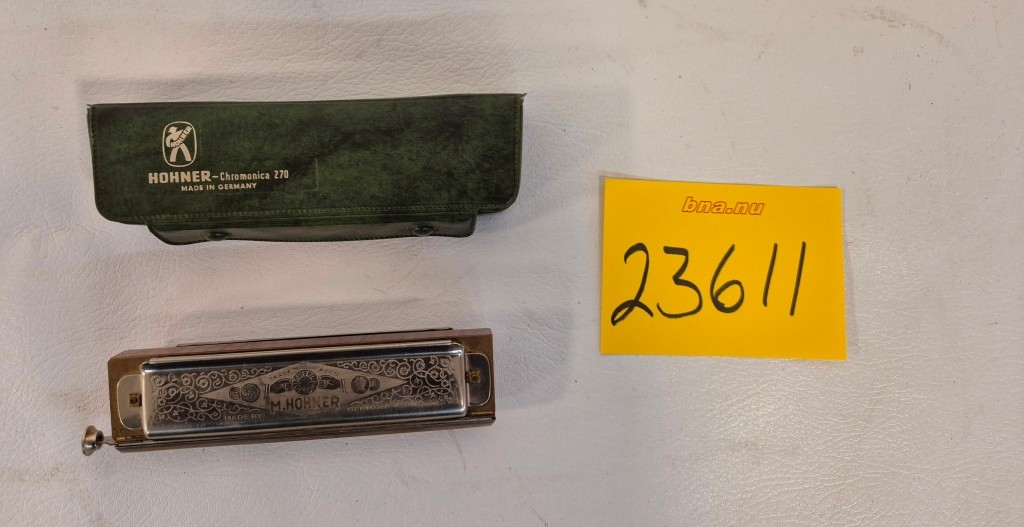 HOHNER
HOHNER-Chromonica 270
MADE IN GERMANY
bna.nu
23611
M. HOHNER
MADE BY